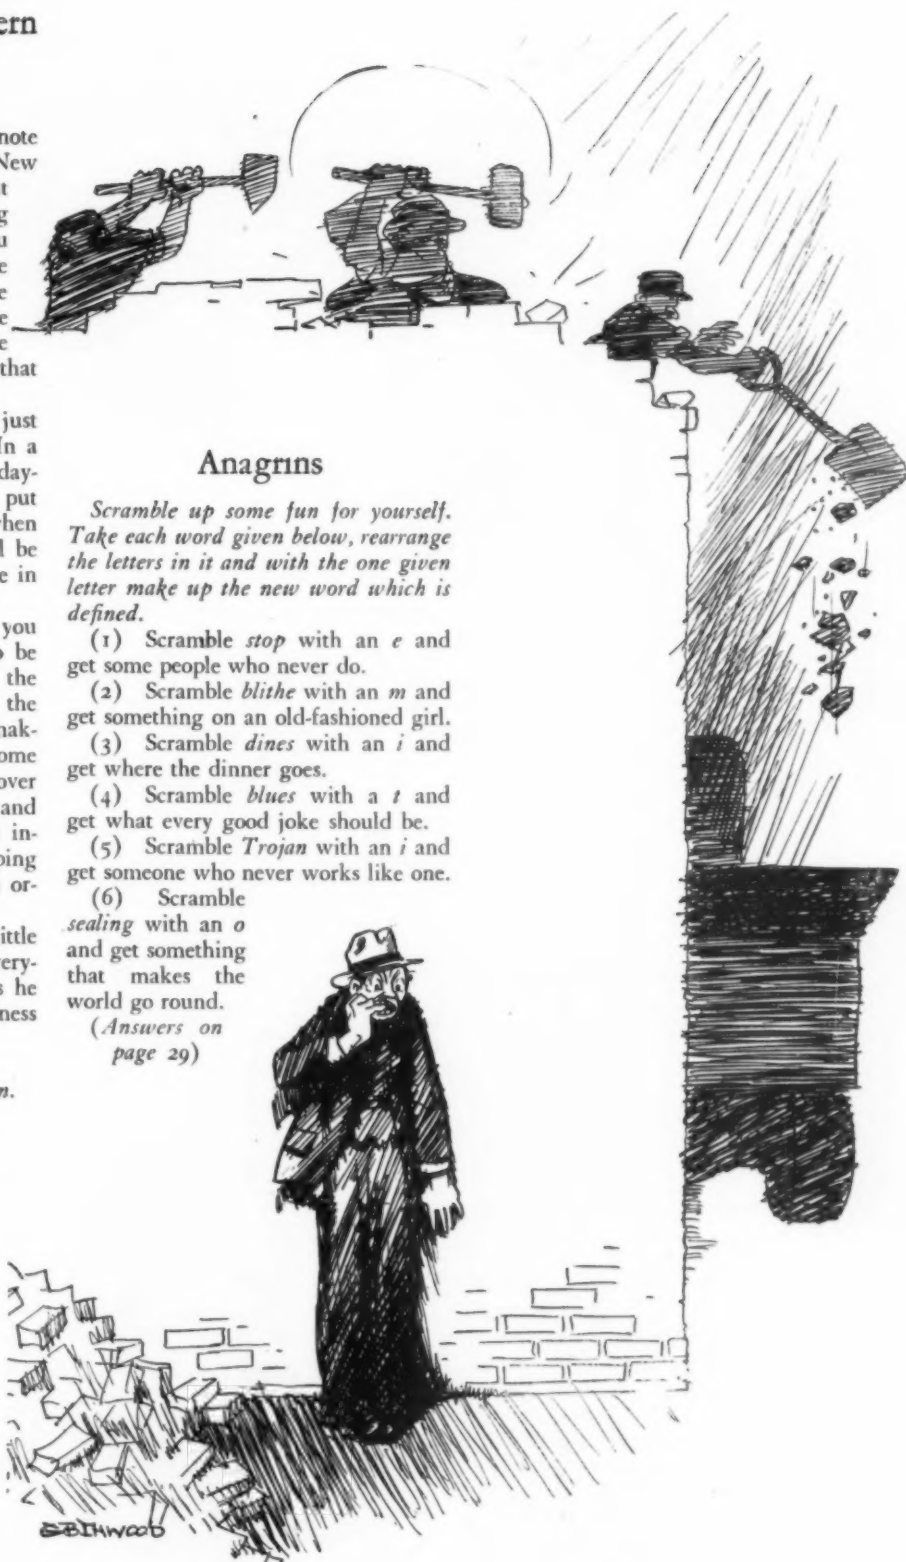 ern
note
New
t
g
u
e
e
e
e
that
just
In a
day-
put
when
l be
e in
you
o be
the
the
nak-
ome
over
and
in-
ping
or-
ittle
very-
s he
ness
n.
Anagrins
Scramble up some fun for yourself.
Take each word given below, rearrange
the letters in it and with the one given
letter make up the new word which is
defined.
(1) Scramble stop with an e and
get some people who never do.
(2) Scramble blithe with an m and
get something on an old-fashioned girl.
(3) Scramble dines with an i and
get where the dinner goes.
(4) Scramble blues with a t and
get what every good joke should be.
(5) Scramble Trojan with an i and
get someone who never works like one.
(6) Scramble
sealing with an o
and get something
that makes the
world go round.
(Answers on
page 29)